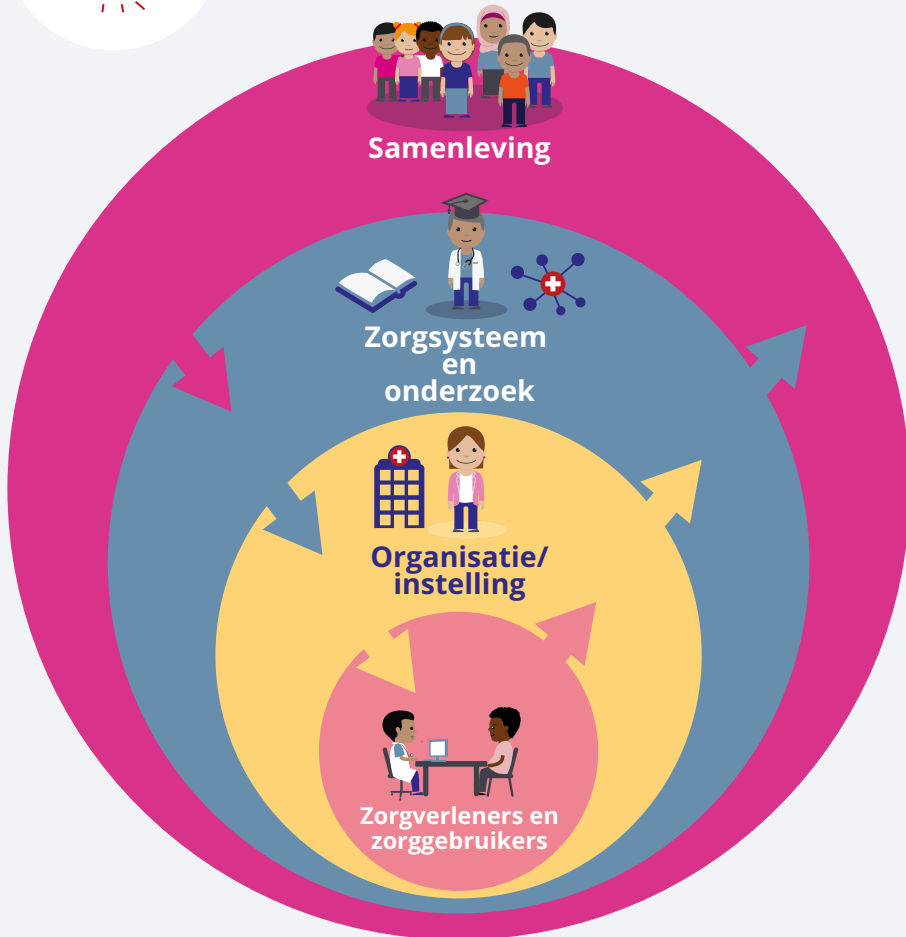 Samenleving
Zorgsysteem
en
onderzoek
Organisatie/
instelling
Zorgverleners en
zorggebruikers